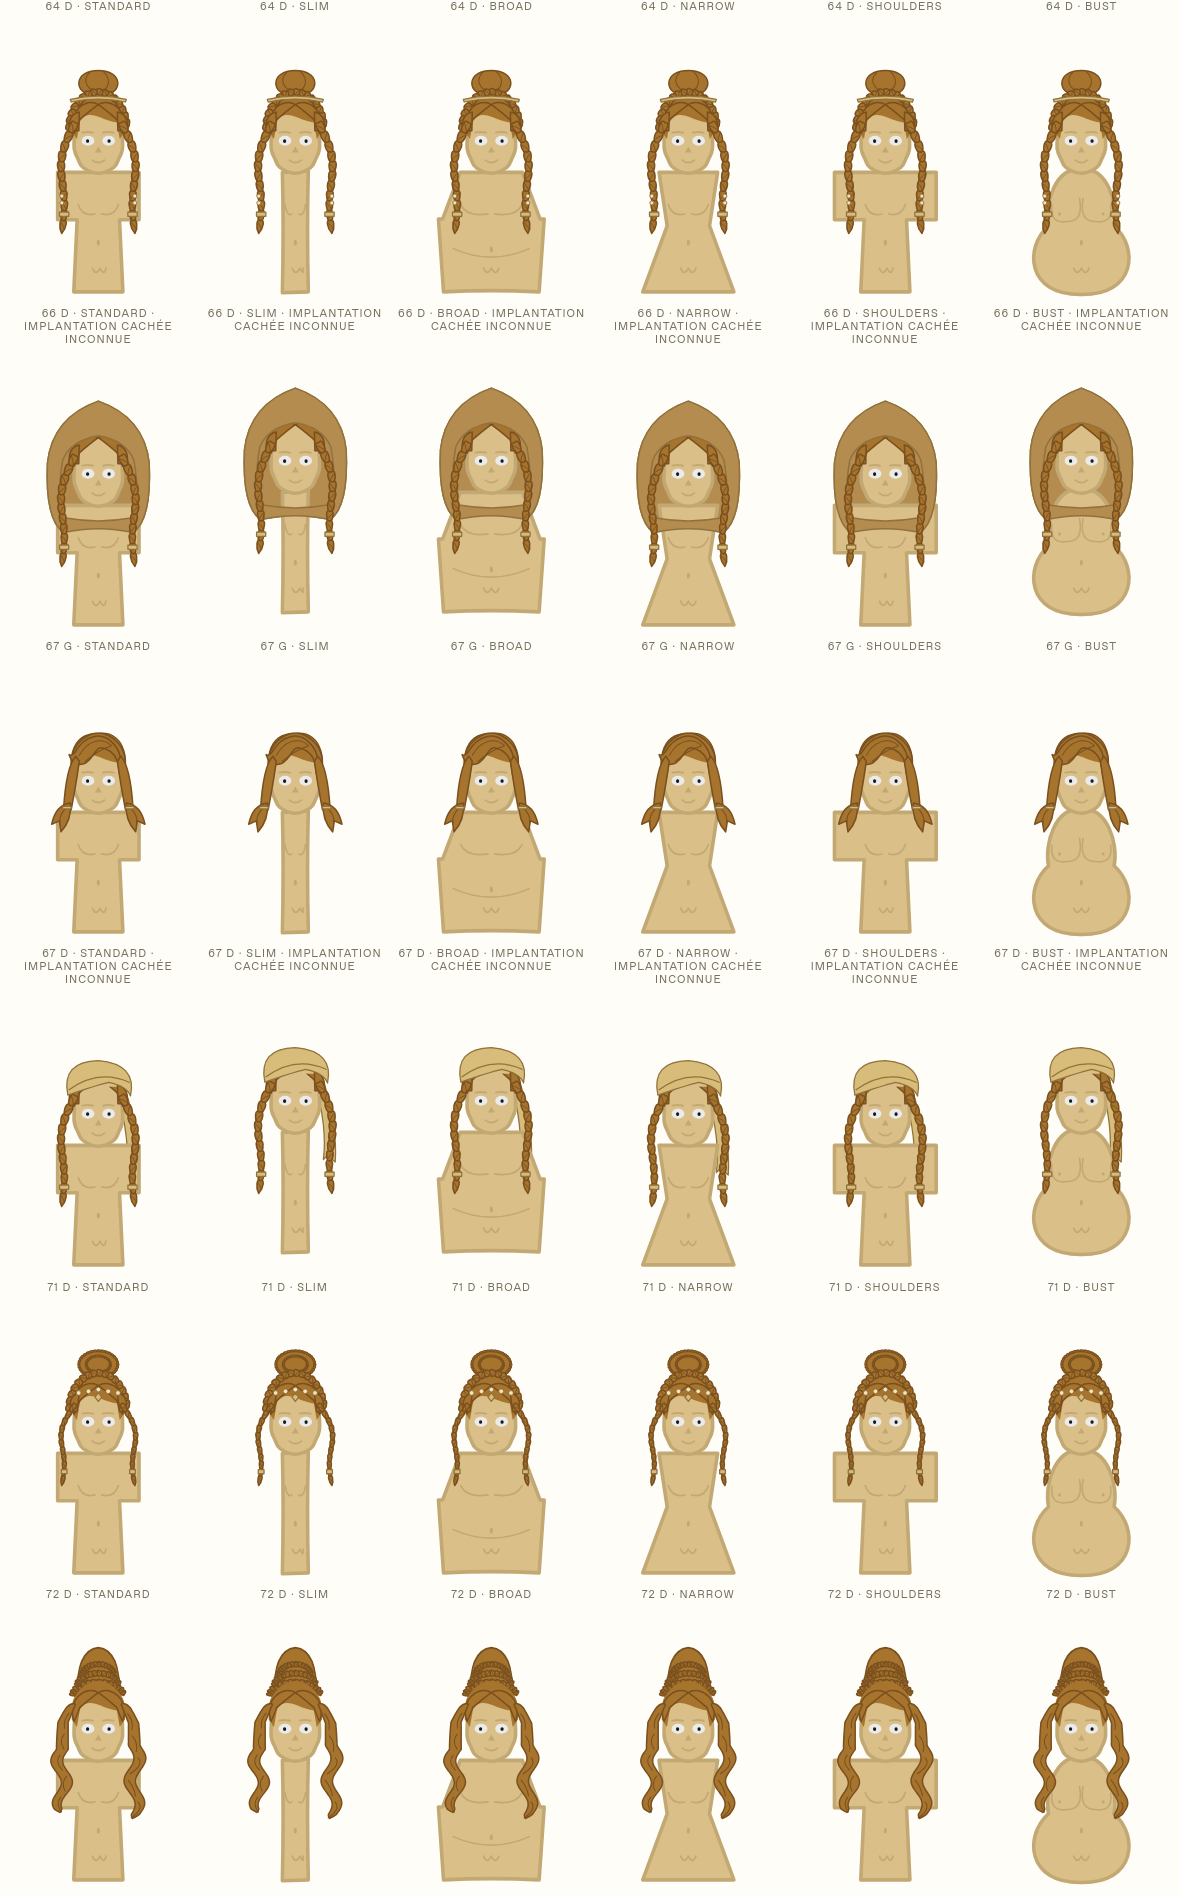 64 D · STANDARD
64 D · SLIM
64 D · BROAD
64 D · NARROW
64 D · SHOULDERS
64 D · BUST
66 D · STANDARD ·
IMPLANTATION CACHÉE
INCONNUE
66 D · SLIM · IMPLANTATION
CACHÉE INCONNUE
66 D · BROAD · IMPLANTATION
CACHÉE INCONNUE
66 D · NARROW ·
IMPLANTATION CACHÉE
INCONNUE
66 D · SHOULDERS ·
IMPLANTATION CACHÉE
INCONNUE
66 D · BUST · IMPLANTATION
CACHÉE INCONNUE
67 G · STANDARD
67 G · SLIM
67 G · BROAD
67 G · NARROW
67 G · SHOULDERS
67 G · BUST
67 D · STANDARD ·
IMPLANTATION CACHÉE
INCONNUE
67 D · SLIM · IMPLANTATION
CACHÉE INCONNUE
67 D · BROAD · IMPLANTATION
CACHÉE INCONNUE
67 D · NARROW ·
IMPLANTATION CACHÉE
INCONNUE
67 D · SHOULDERS ·
IMPLANTATION CACHÉE
INCONNUE
67 D · BUST · IMPLANTATION
CACHÉE INCONNUE
71 D · STANDARD
71 D · SLIM
71 D · BROAD
71 D · NARROW
71 D · SHOULDERS
71 D · BUST
72 D · STANDARD
72 D · SLIM
72 D · BROAD
72 D · NARROW
72 D · SHOULDERS
72 D · BUST